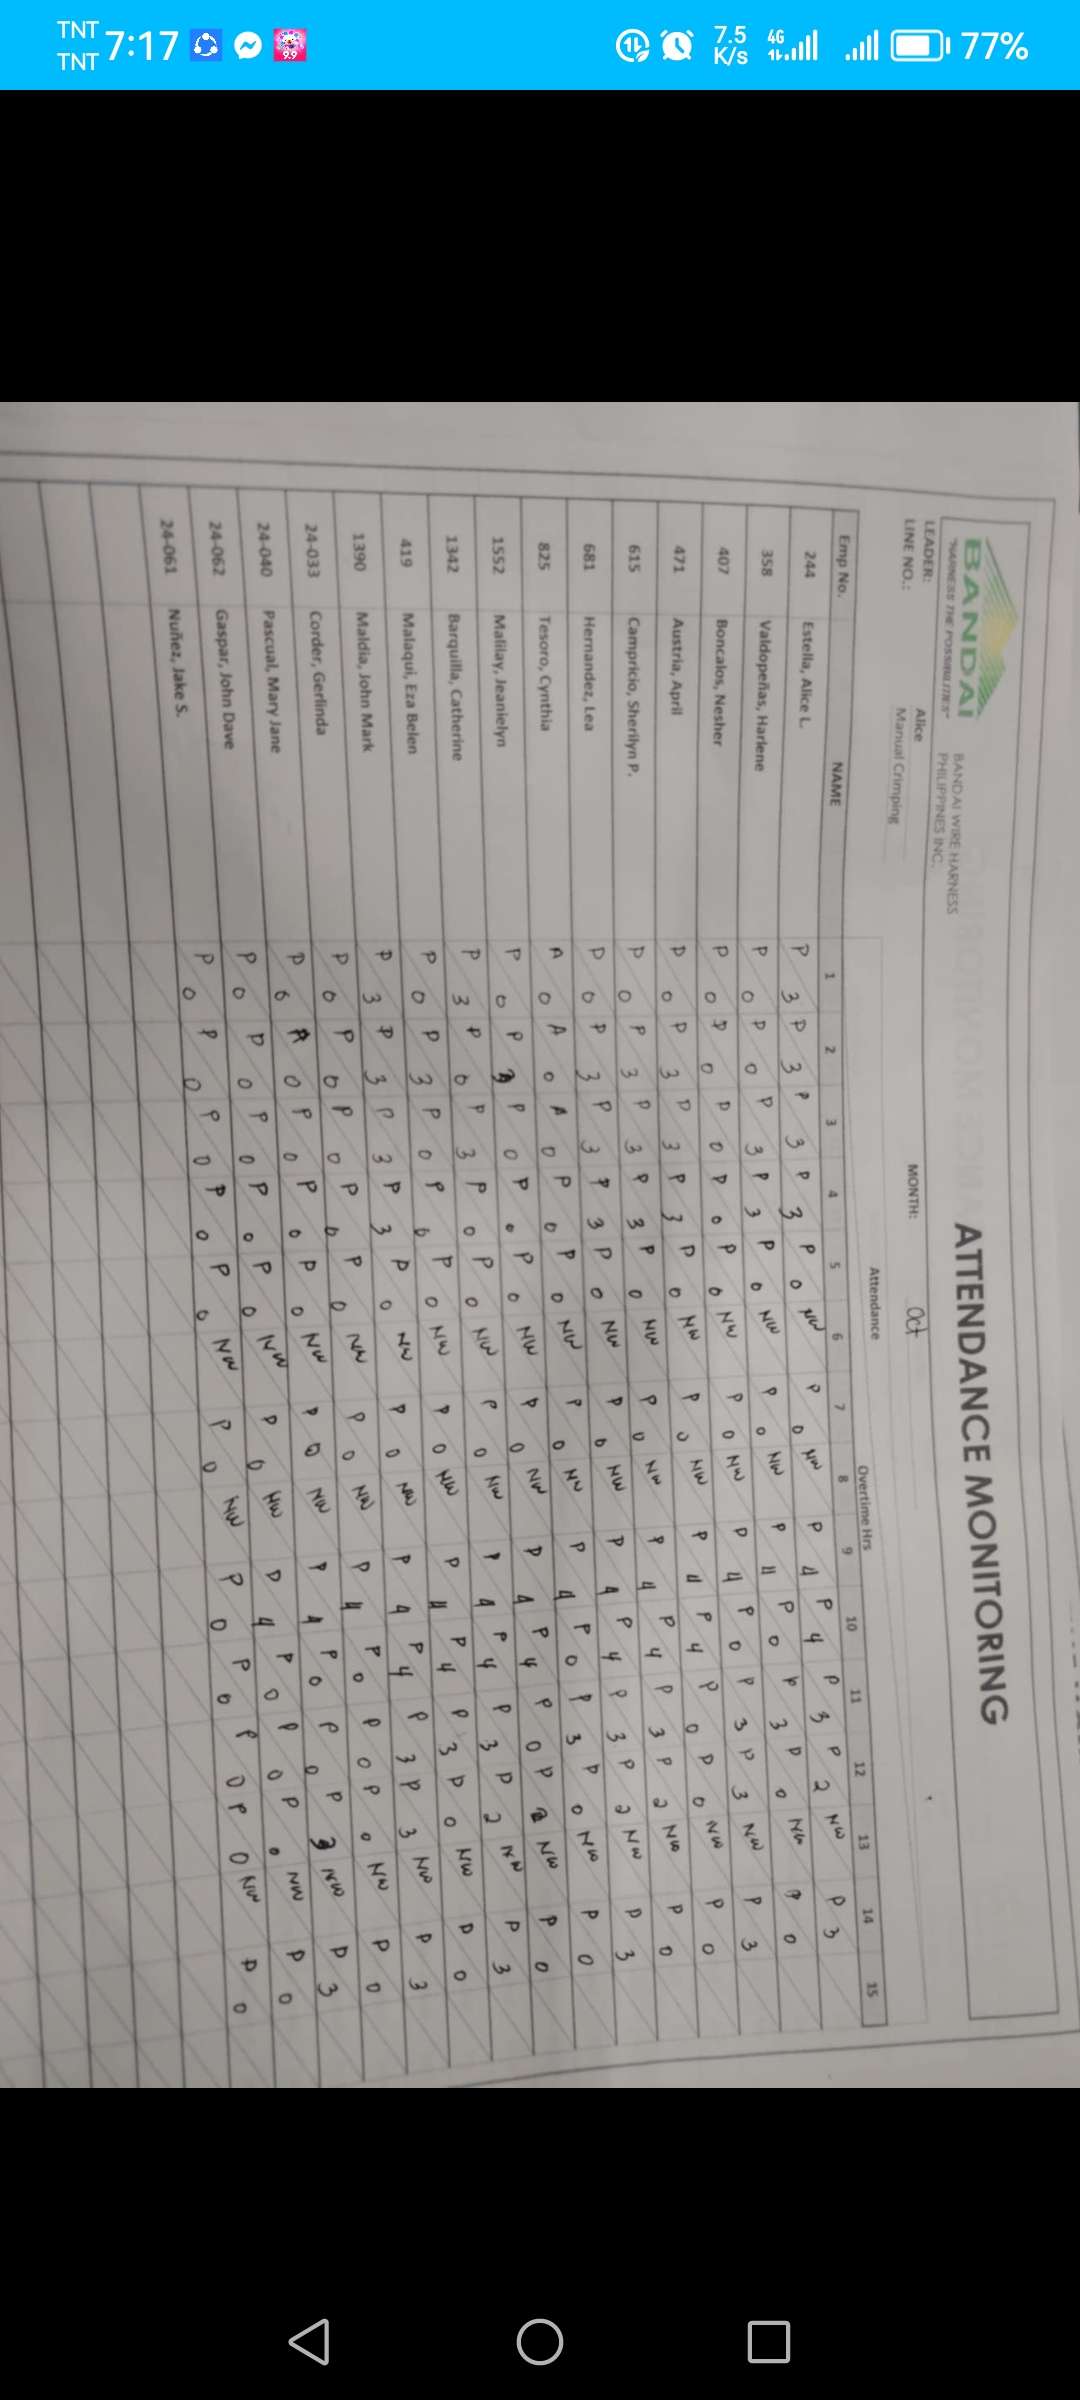 TNT
TNT
7:17
9.9
7.5
K/s
4G
77%
BANDAI
"HARNESS THE POSSIBILITIES"
BANDAI WIRE HARNESS
PHILIPPINES INC.
ATTENDANCE MONITORING
LEADER: Alice
LINE NO.: Manual Crimping
MONTH: Oct
Attendance
Overtime Hrs
Emp No. NAME 1 2 3 4 5 6 7 8 9 10 11 12 13 14 15
244 Estella, Alice L. P 3 P 3 P 3 P 3 P 0 NW P 0 NW P 4 P 4 P 3 P 2 NW P 3
358 Valdopeñas, Harlene P 0 P 0 P 3 P 3 P 0 NW P 0 NW P 4 P 0 P 3 P 0 NW P 0
407 Boncalos, Nesher P 0 P 0 P 0 P 0 P 0 NW P 0 NW P 4 P 0 P 3 P 3 NW P 3
471 Austria, April P 0 P 3 P 3 P 3 P 0 NW P 0 NW P 4 P 4 P 0 P 0 NW P 0
615 Campricio, Sherilyn P. P 0 P 3 P 3 P 3 P 0 NW P 0 NW P 4 P 4 P 3 P 2 NW P 0
681 Hernandez, Lea P 0 P 3 P 3 P 3 P 0 NW P 0 NW P 4 P 4 P 3 P 2 NW P 3
825 Tesoro, Cynthia A 0 A 0 A 0 P 0 P 0 NW P 0 NW P 4 P 0 P 3 P 0 NW P 0
1552 Malilay, Jeanielyn P 0 P 3 P 0 P 0 P 0 NW P 0 NW P 4 P 4 P 0 P 2 NW P 0
1342 Barquilla, Catherine P 3 P 0 P 3 P 0 P 0 NW P 0 NW P 4 P 4 P 3 P 2 NW P 3
419 Malaqui, Eza Belen P 0 P 3 P 0 P 0 P 0 NW P 0 NW P 4 P 4 P 3 P 0 NW P 0
1390 Maldia, John Mark P 3 P 3 P 3 P 3 P 0 NW P 0 NW P 4 P 4 P 3 P 3 NW P 3
24-033 Corder, Gerlinda P 0 P 0 P 0 P 0 P 0 NW P 0 NW P 4 P 0 P 0 P 0 NW P 0
24-040 Pascual, Mary Jane P 0 A 0 P 0 P 0 P 0 NW P 0 NW P 4 P 0 P 0 P 3 NW P 3
24-062 Gaspar, John Dave P 0 P 0 P 0 P 0 P 0 NW P 0 NW P 4 P 0 P 0 P 0 NW P 0
24-061 Nuñez, Jake S. P 0 P 0 P 0 P 0 P 0 NW P 0 NW P 0 P 0 P 0 P 0 NW P 0